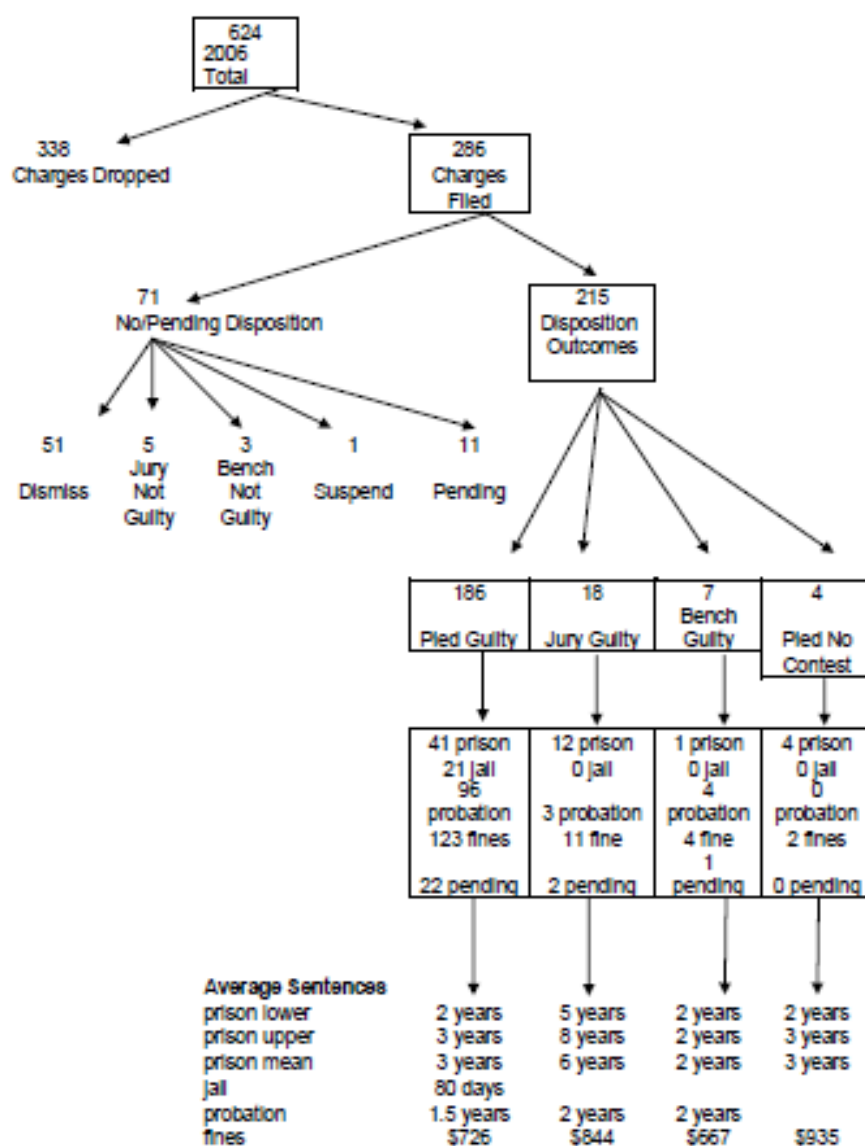 624
2006
Total
338
Charges Dropped
286
Charges
Filed
71
No/Pending Disposition
215
Disposition
Outcomes
51
Dismiss
5
Jury
Not
Guilty
3
Bench
Not
Guilty
1
Suspend
11
Pending
186
Pled Guilty
18
Jury Guilty
7
Bench
Guilty
4
Pled No
Contest
41 prison
21 jail
96
probation
123 fines
22 pending
12 prison
0 jail
3 probation
11 fine
2 pending
1 prison
0 jail
4
probation
4 fine
1
pending
4 prison
0 jail
0
probation
2 fines
0 pending
Average Sentences
prison lower 2 years 5 years 2 years 2 years
prison upper 3 years 8 years 2 years 3 years
prison mean 3 years 6 years 2 years 3 years
jail 80 days
probation 1.5 years 2 years 2 years
fines $726 $844 $667 $935